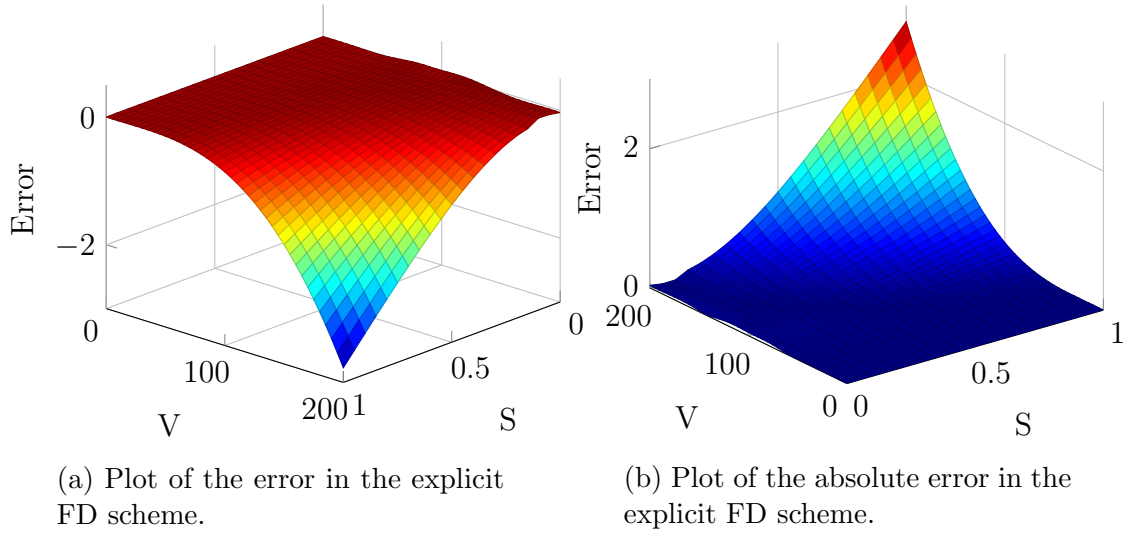 0
−2
Error
0
100
200
V
1
0.5
0
S
2
0
Error
200
100
0
V
0
0.5
1
S
(a) Plot of the error in the explicit
FD scheme.
(b) Plot of the absolute error in the
explicit FD scheme.